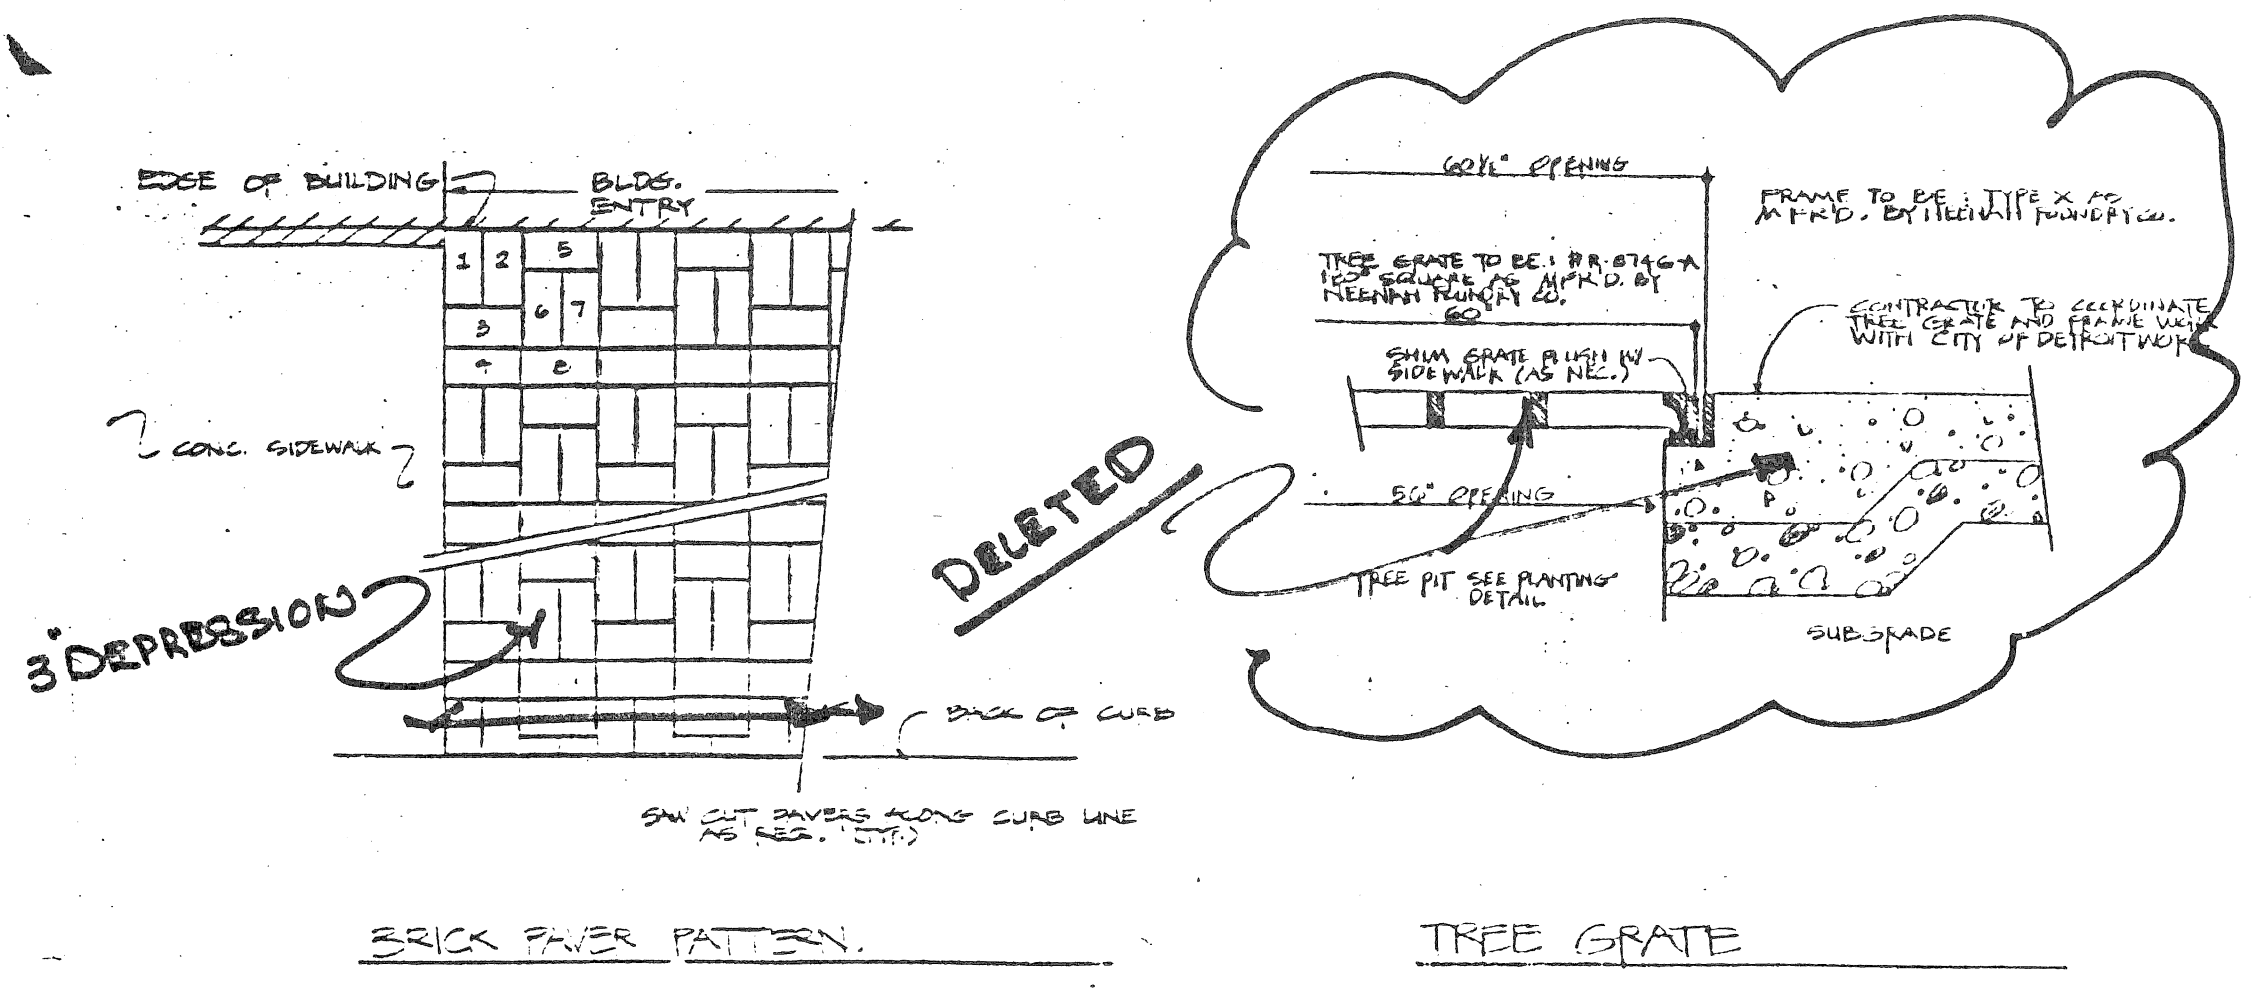 EDGE OF BUILDING
BLDG.
ENTRY
1 2 5
6 7
3
4 8
CONC. SIDEWALK
3" DEPRESSION
BACK OF CURB
SAW CUT PAVERS ALONG CURB LINE
AS REQ. (TYP.)
BRICK PAVER PATTERN.
DELETED
60½" OPENING
FRAME TO BE : TYPE X AS
MFR'D. BY NEENAH FOUNDRY CO.
TREE GRATE TO BE : # R-8746-A
SQUARE AS MFR'D. BY
NEENAH FOUNDRY CO.
60"
CONTRACTOR TO COORDINATE
TREE GRATE AND FRAME WORK
WITH CITY OF DETROIT WORK
SHIM GRATE FLUSH W/
SIDEWALK (AS NEC.)
OPENING
TREE PIT SEE PLANTING
DETAIL
SUBGRADE
TREE GRATE